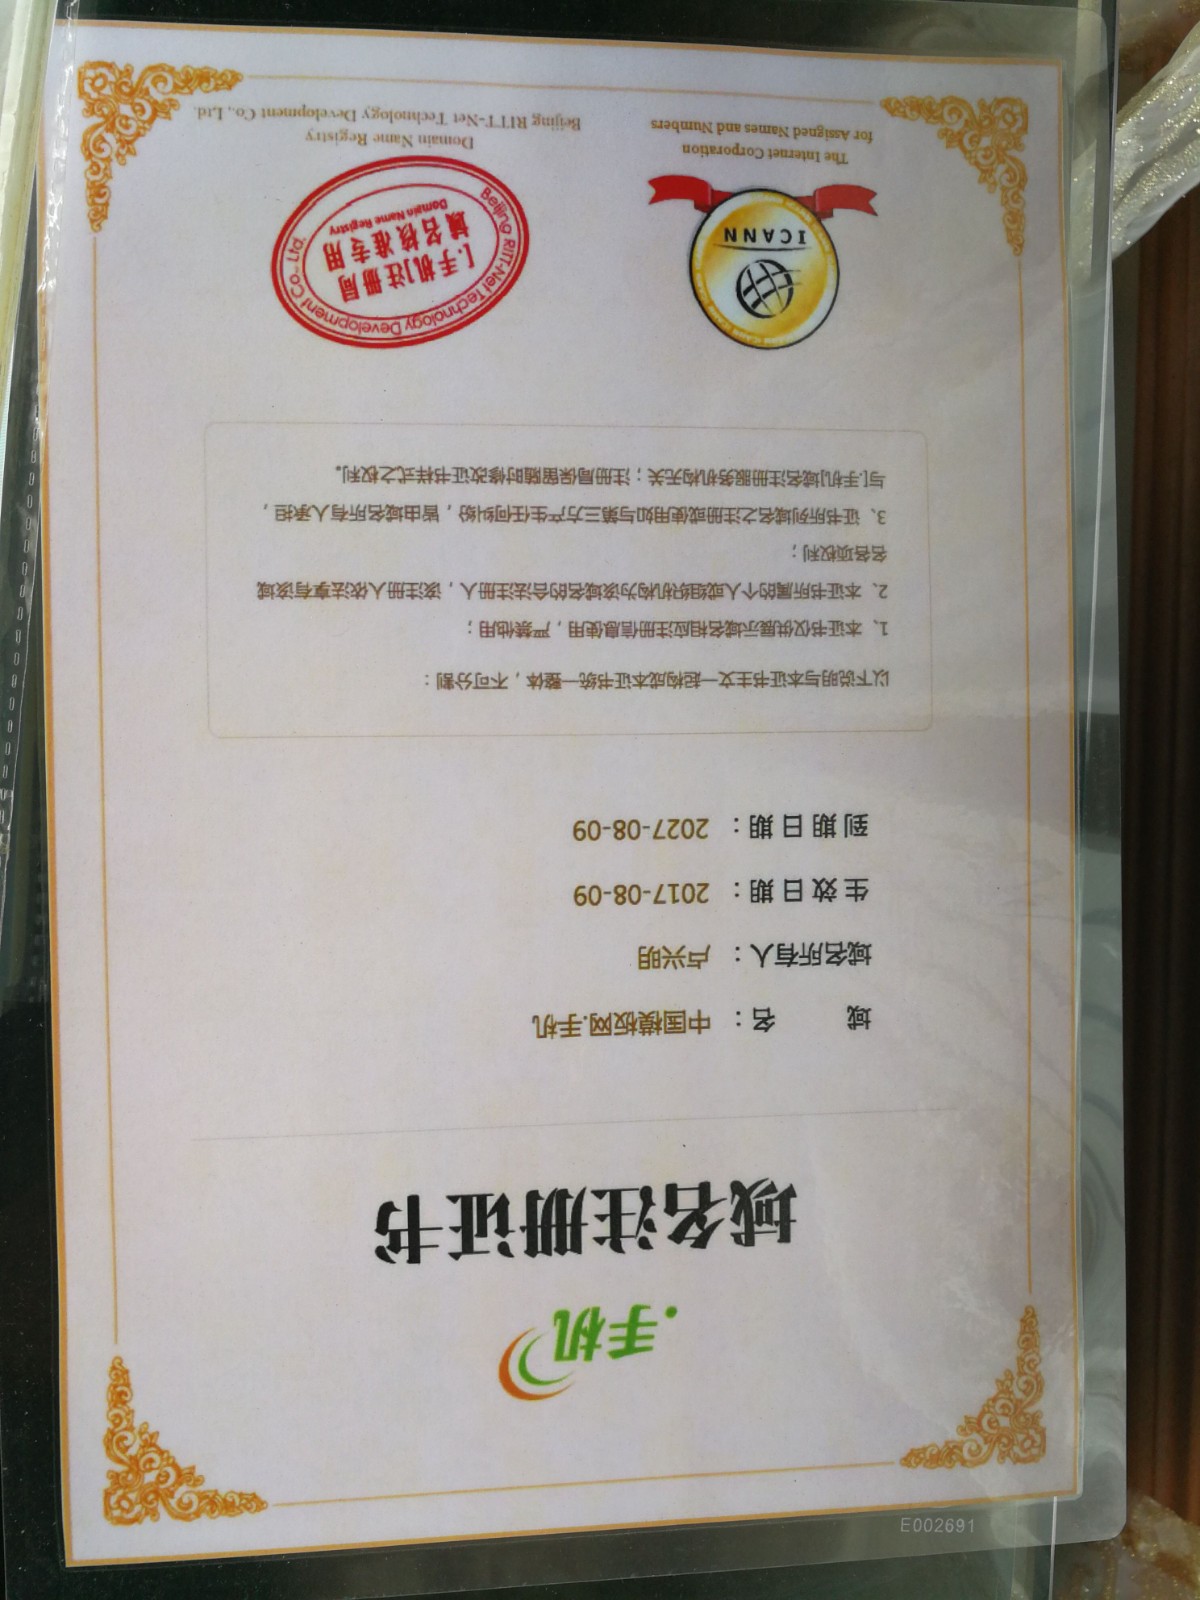 .手机
域名注册证书
域 名： 中国模板网.手机
域名所有人： 卢兴明
生效日期： 2017-08-09
到期日期： 2027-08-09
以下说明与本证书主文一起构成本证书统一整体，不可分割：
1、本证书仅供展示域名相应注册信息使用，严禁他用；
2、本证书所属的个人或组织机构为该域名的合法注册人，该注册人依法享有该域
名各项权利；
3、证书所列域名之注册或使用如与第三方产生任何纠纷，皆由域名所有人承担，
与[.手机]域名注册服务机构无关；注册局保留随时修改证书样式之权利。
ICANN
The Internet Corporation
for Assigned Names and Numbers
Beijing RITT-Net Technology Development Co., Ltd.
[.手机]注册局
域名核准专用
Domain Name Registry
Domain Name Registry
Beijing RITT-Net Technology Development Co., Ltd.
E002691